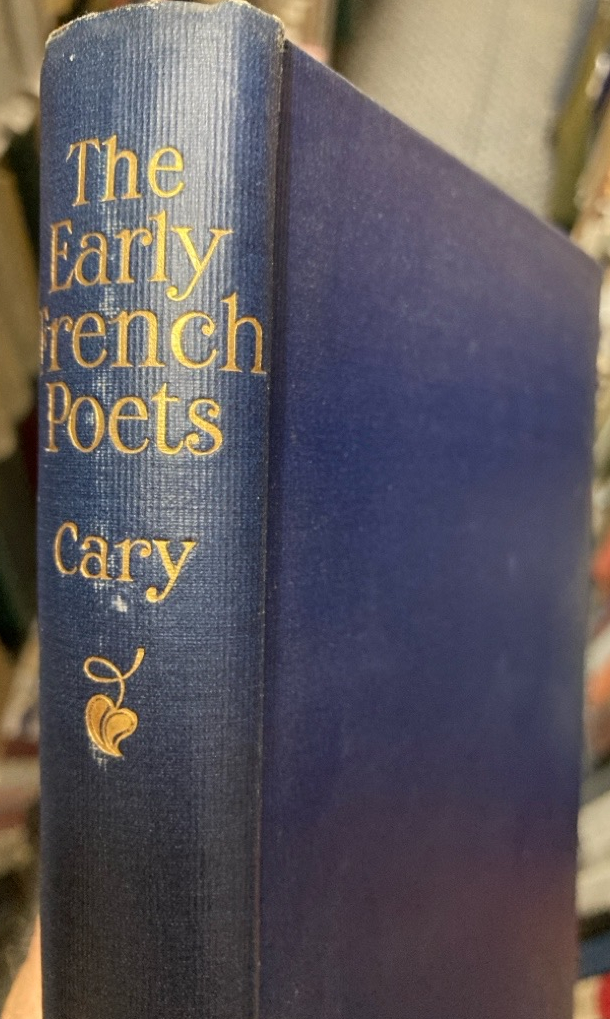 The
Early
French
Poets
Cary